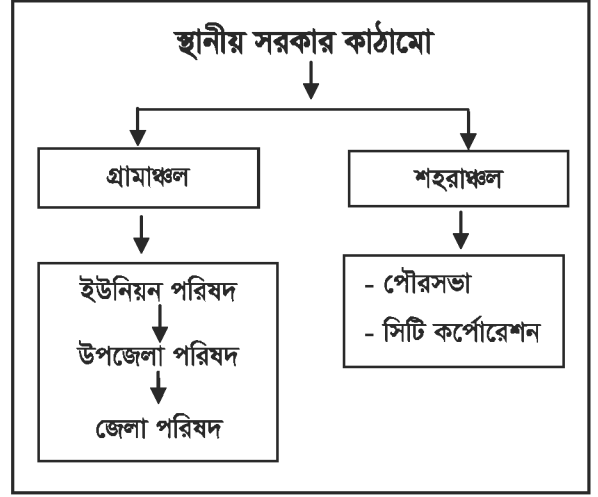 স্থানীয় সরকার কাঠামো
গ্রামাঞ্চল
শহরাঞ্চল
ইউনিয়ন পরিষদ
উপজেলা পরিষদ
জেলা পরিষদ
- পৌরসভা
- সিটি কর্পোরেশন